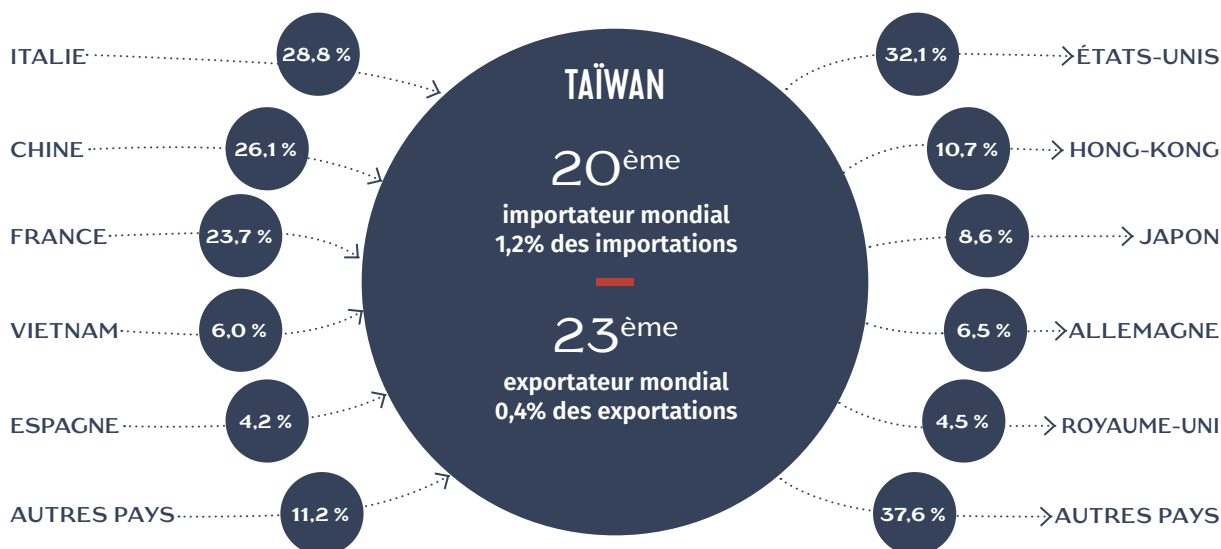 ITALIE
28,8 %
CHINE
26,1 %
FRANCE
23,7 %
VIETNAM
6,0 %
ESPAGNE
4,2 %
AUTRES PAYS
11,2 %
TAÏWAN
20ème
importateur mondial
1,2% des importations
23ème
exportateur mondial
0,4% des exportations
32,1 %
ÉTATS-UNIS
10,7 %
HONG-KONG
8,6 %
JAPON
6,5 %
ALLEMAGNE
4,5 %
ROYAUME-UNI
37,6 %
AUTRES PAYS